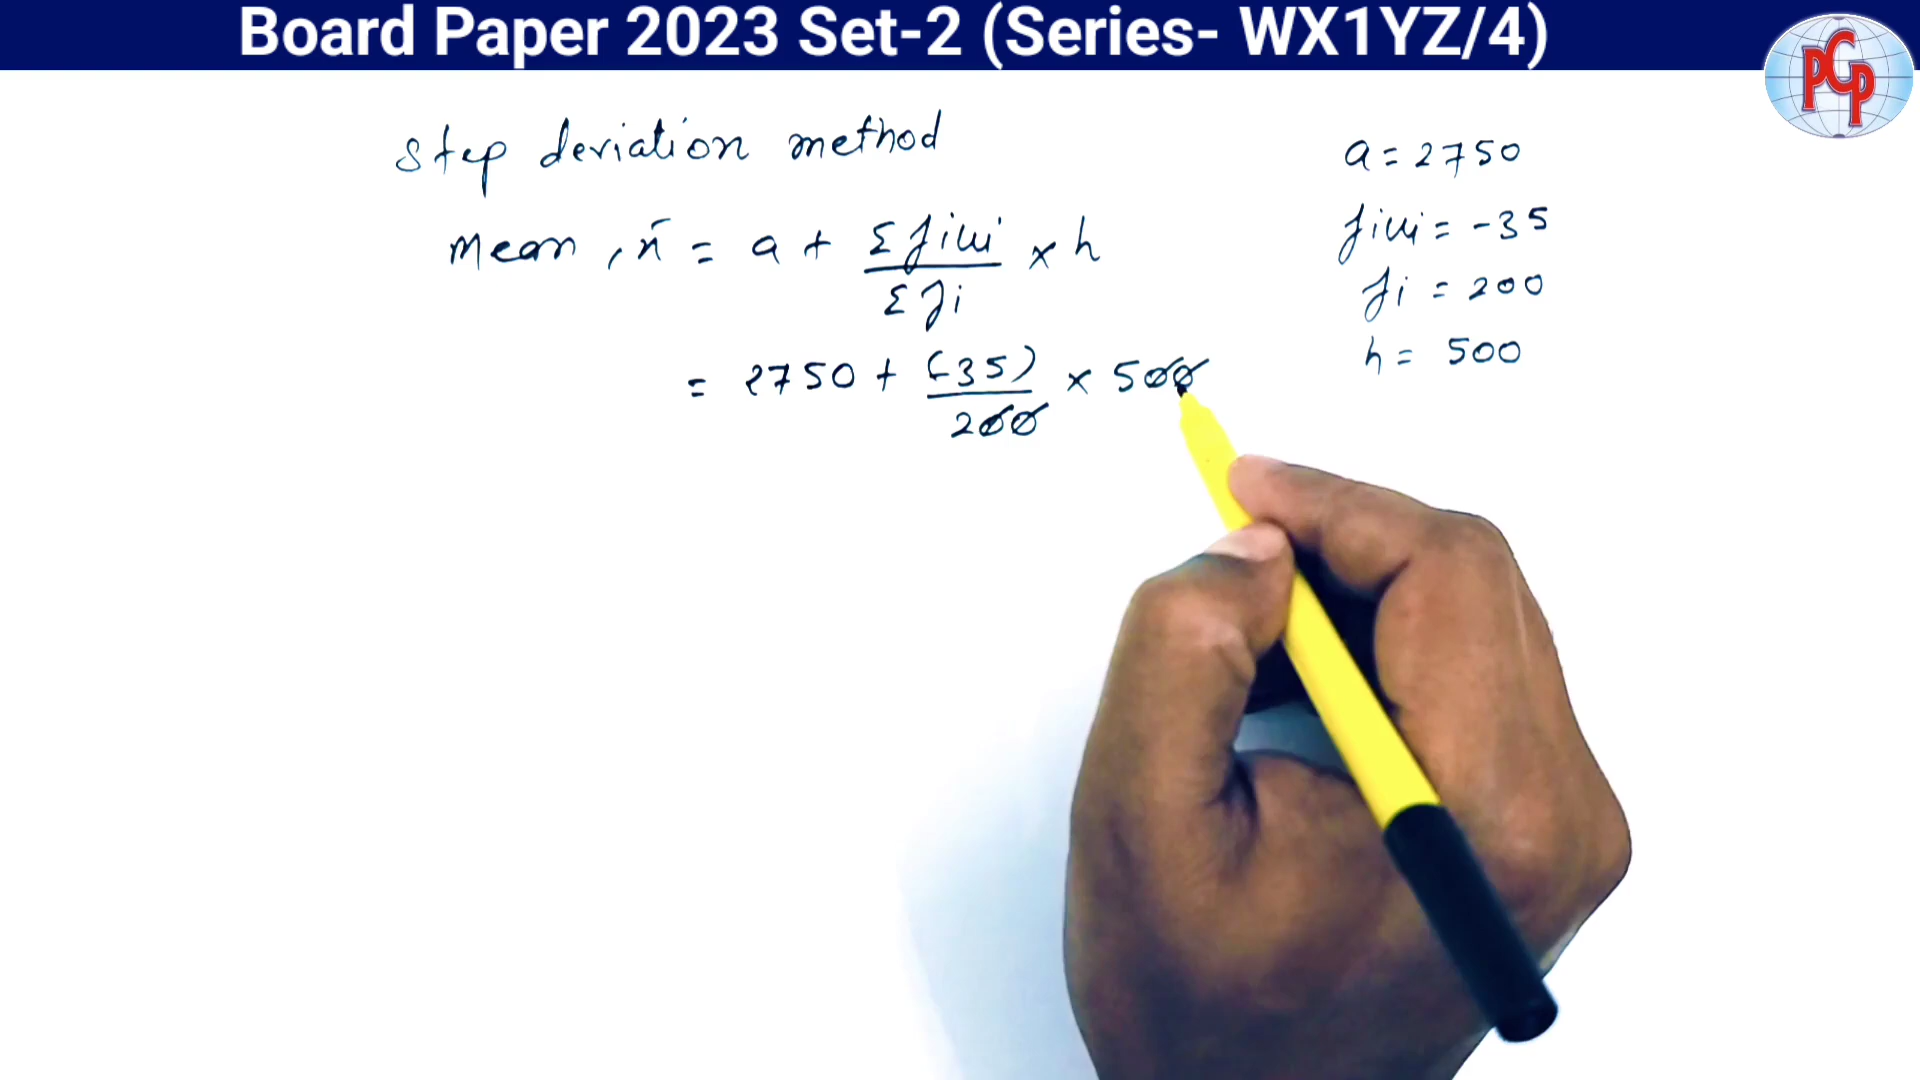 Board Paper 2023 Set-2 (Series- WX1YZ/4)
PGP
Step deviation method
Mean, x̄ = a + Σfiui/Σfi × h
= 2750 + (-35)/200 × 500
a = 2750
fiui = -35
fi = 200
h = 500